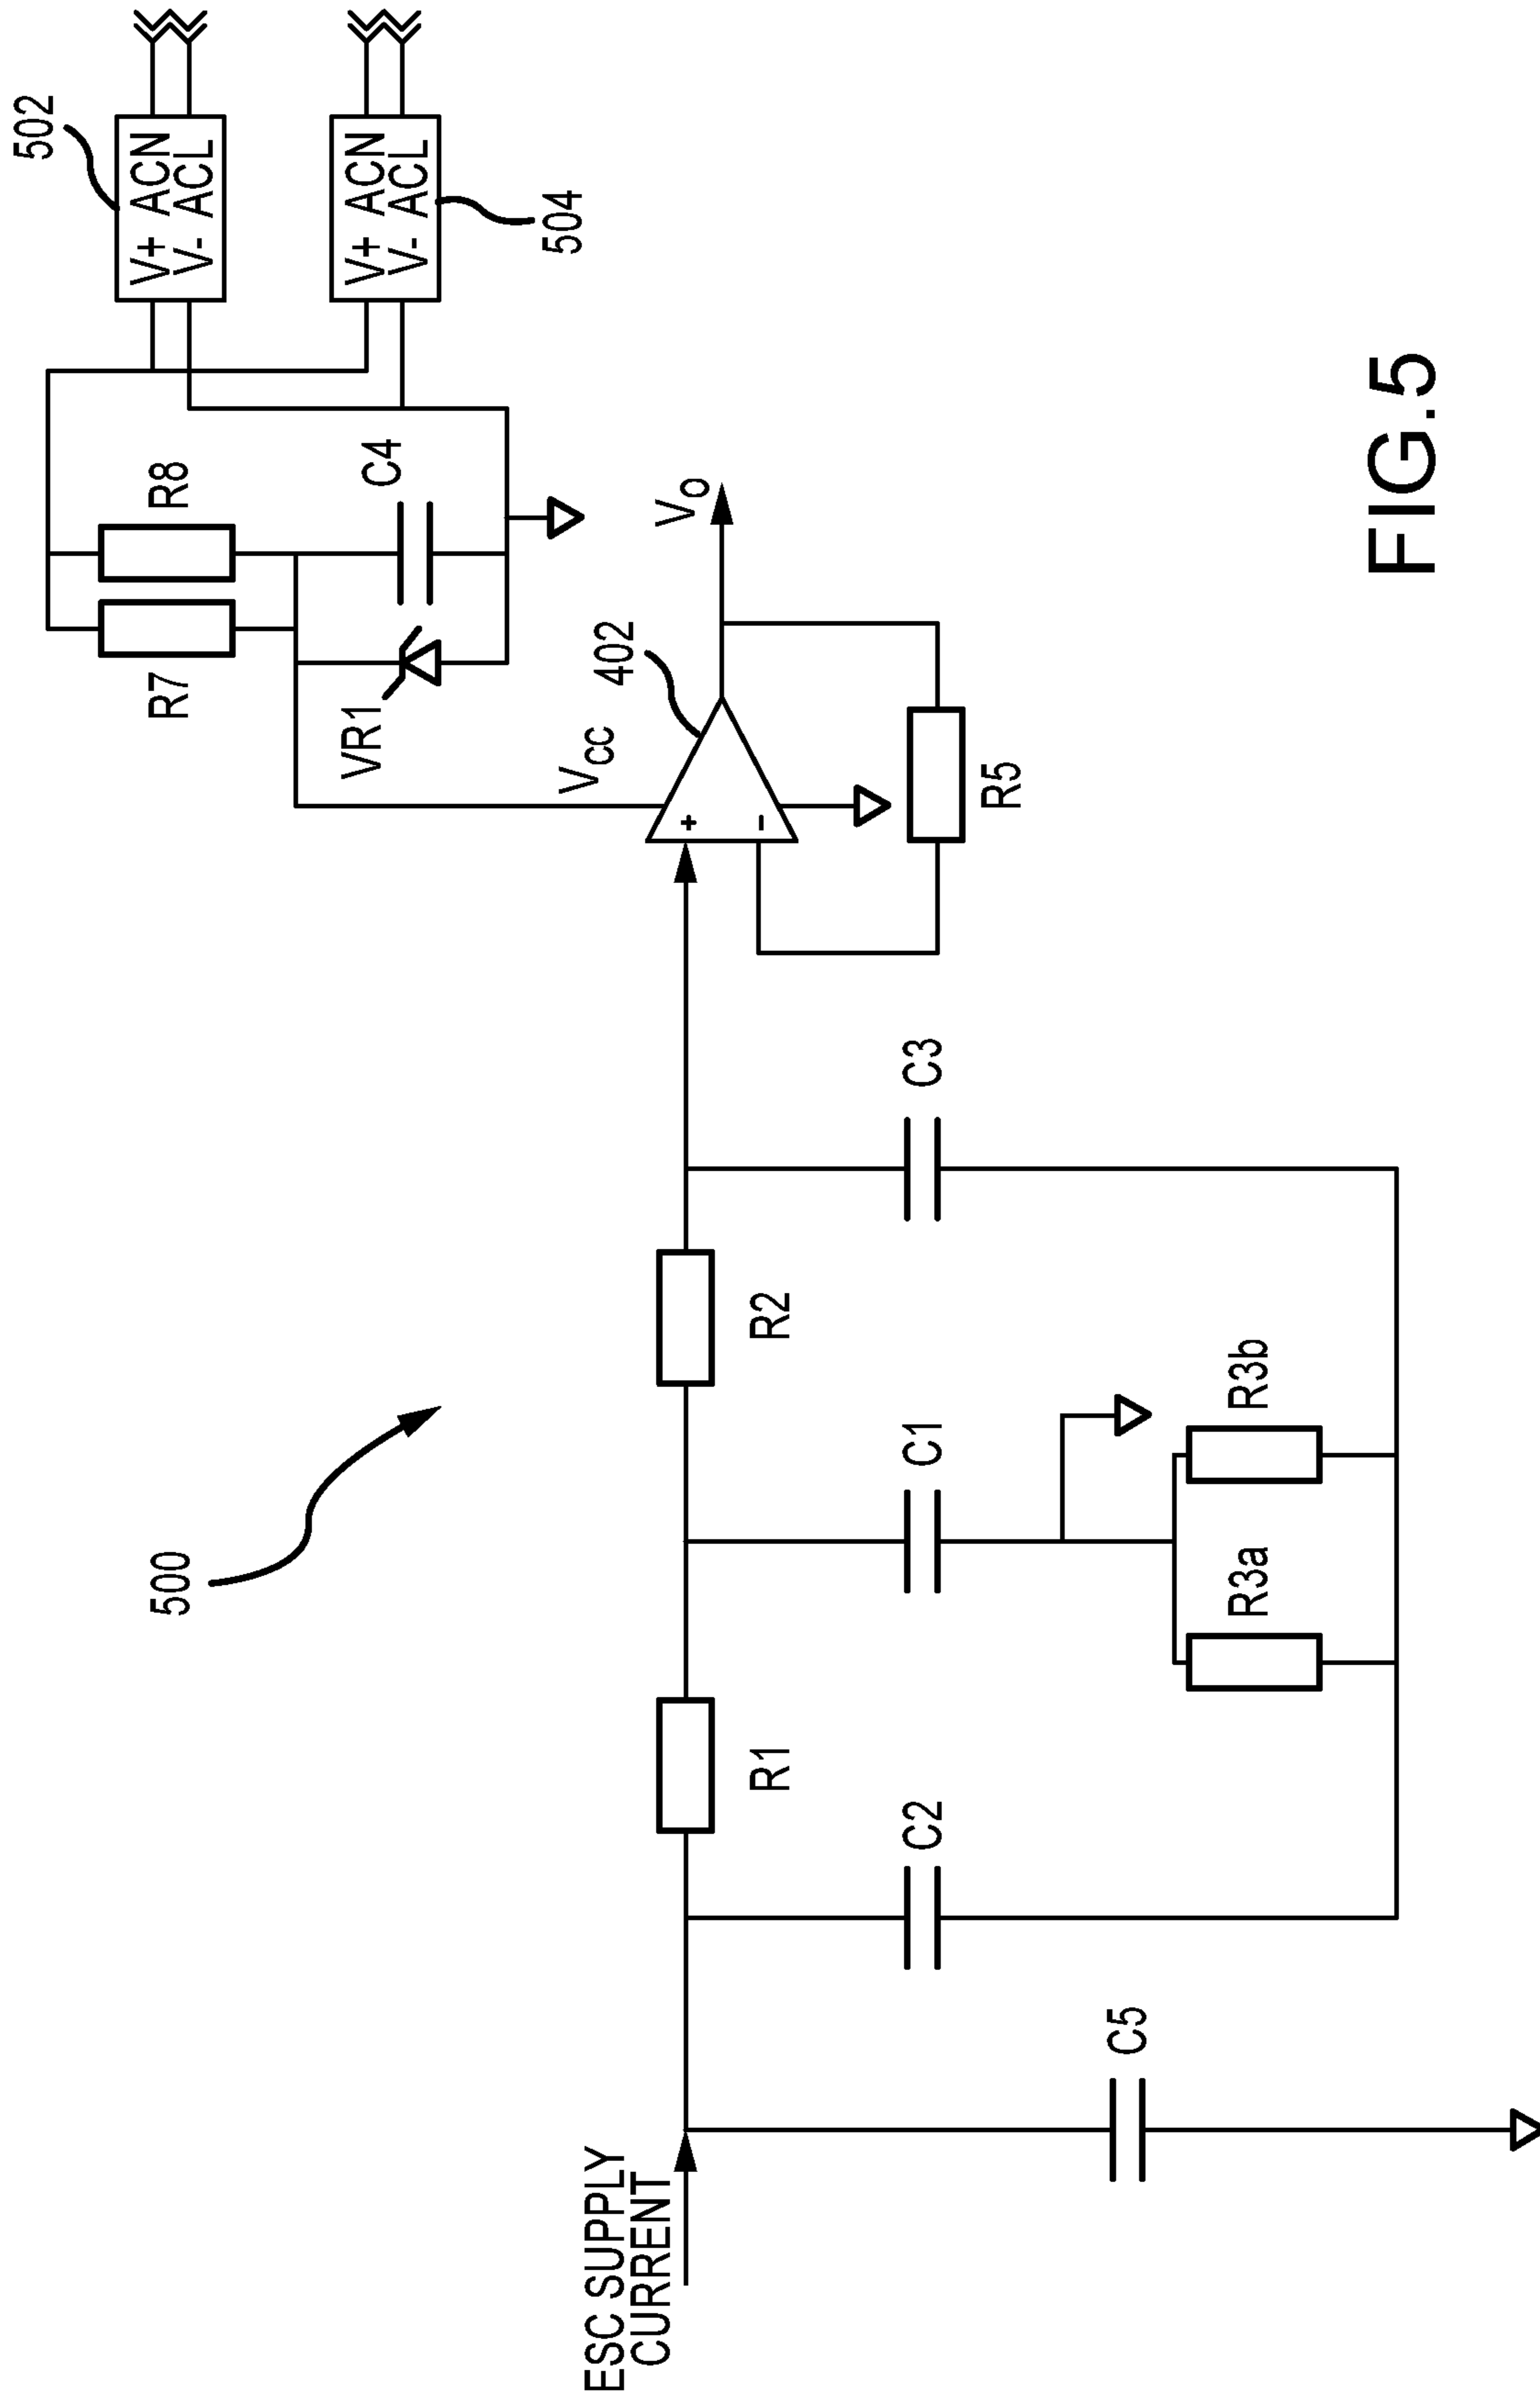 500
502
V+ ACN
V- ACL
V+ ACN
V- ACL
504
R7
R8
VR1
C4
VCC
402
VO
+
-
R5
ESC SUPPLY
CURRENT
R1
R2
C2
C1
C3
C5
R3a
R3b
FIG.5